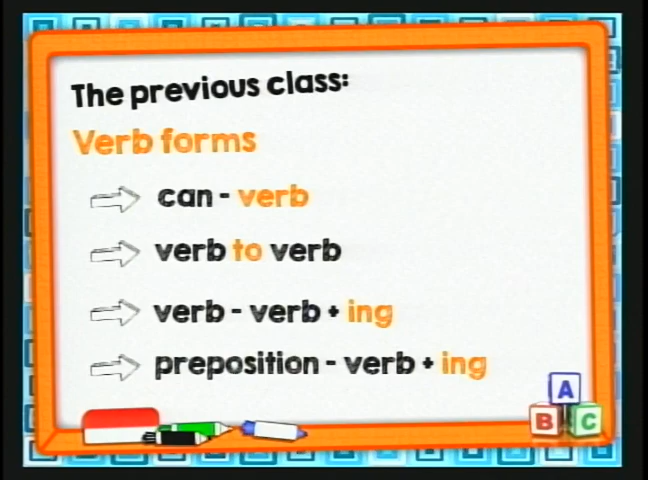 The previous class:
Verb forms
can - verb
verb to verb
verb - verb + ing
preposition - verb + ing
A
B C